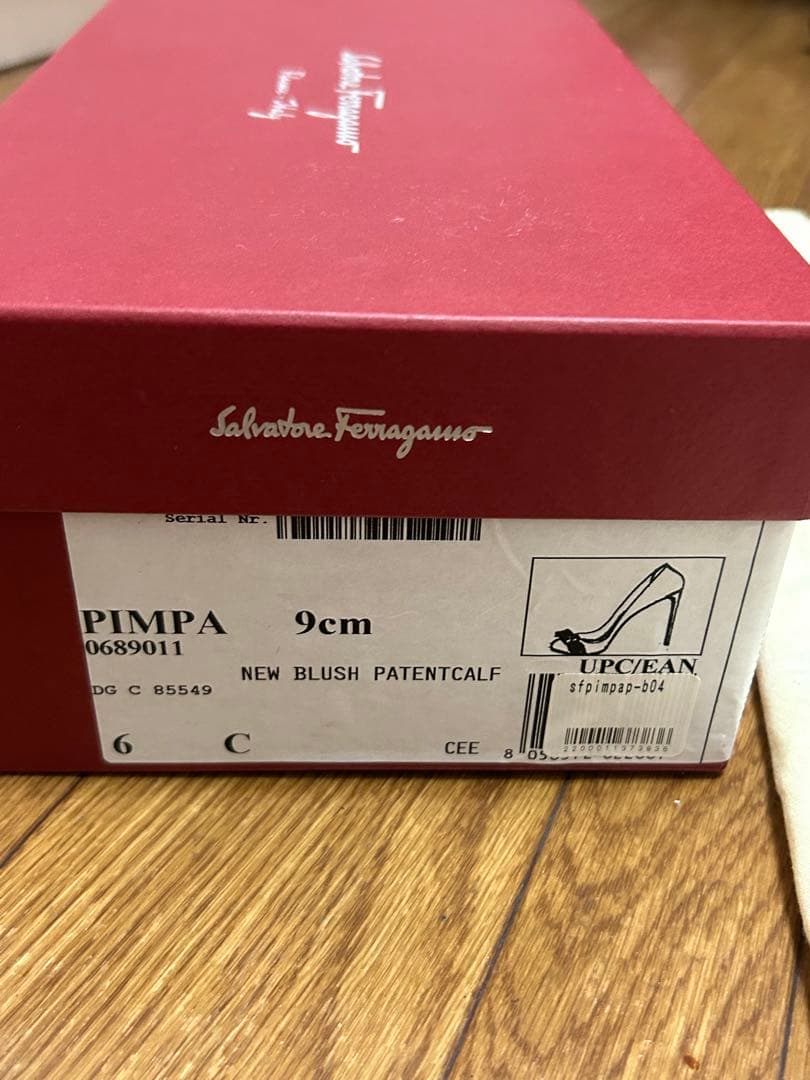 Salvatore Ferragamo
Salvatore Ferragamo
Serial Nr.
PIMPA 9cm
0689011
UPC/EAN
NEW BLUSH PATENTCALF
sfpimpap-b04
DG C 85549
6 C CEE 8